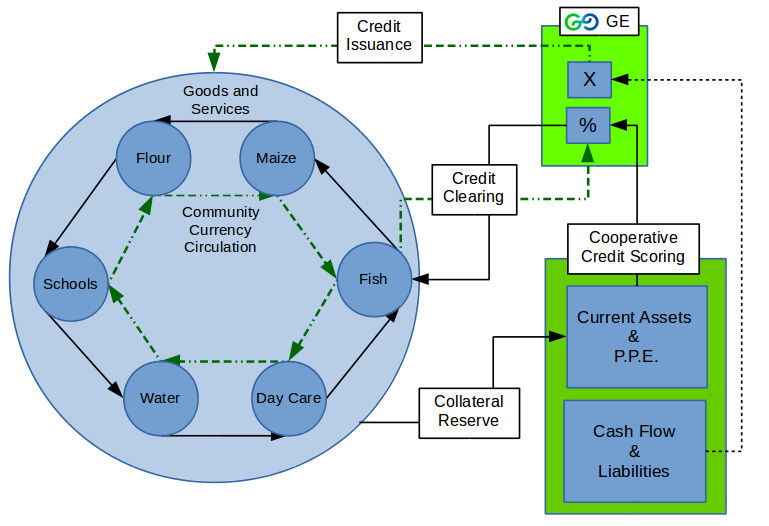 GE
Credit
Issuance
X
%
Goods and
Services
Flour
Maize
Credit
Clearing
Community
Currency
Circulation
Cooperative
Credit Scoring
Schools
Fish
Current Assets
&
P.P.E.
Water
Day Care
Collateral
Reserve
Cash Flow
&
Liabilities